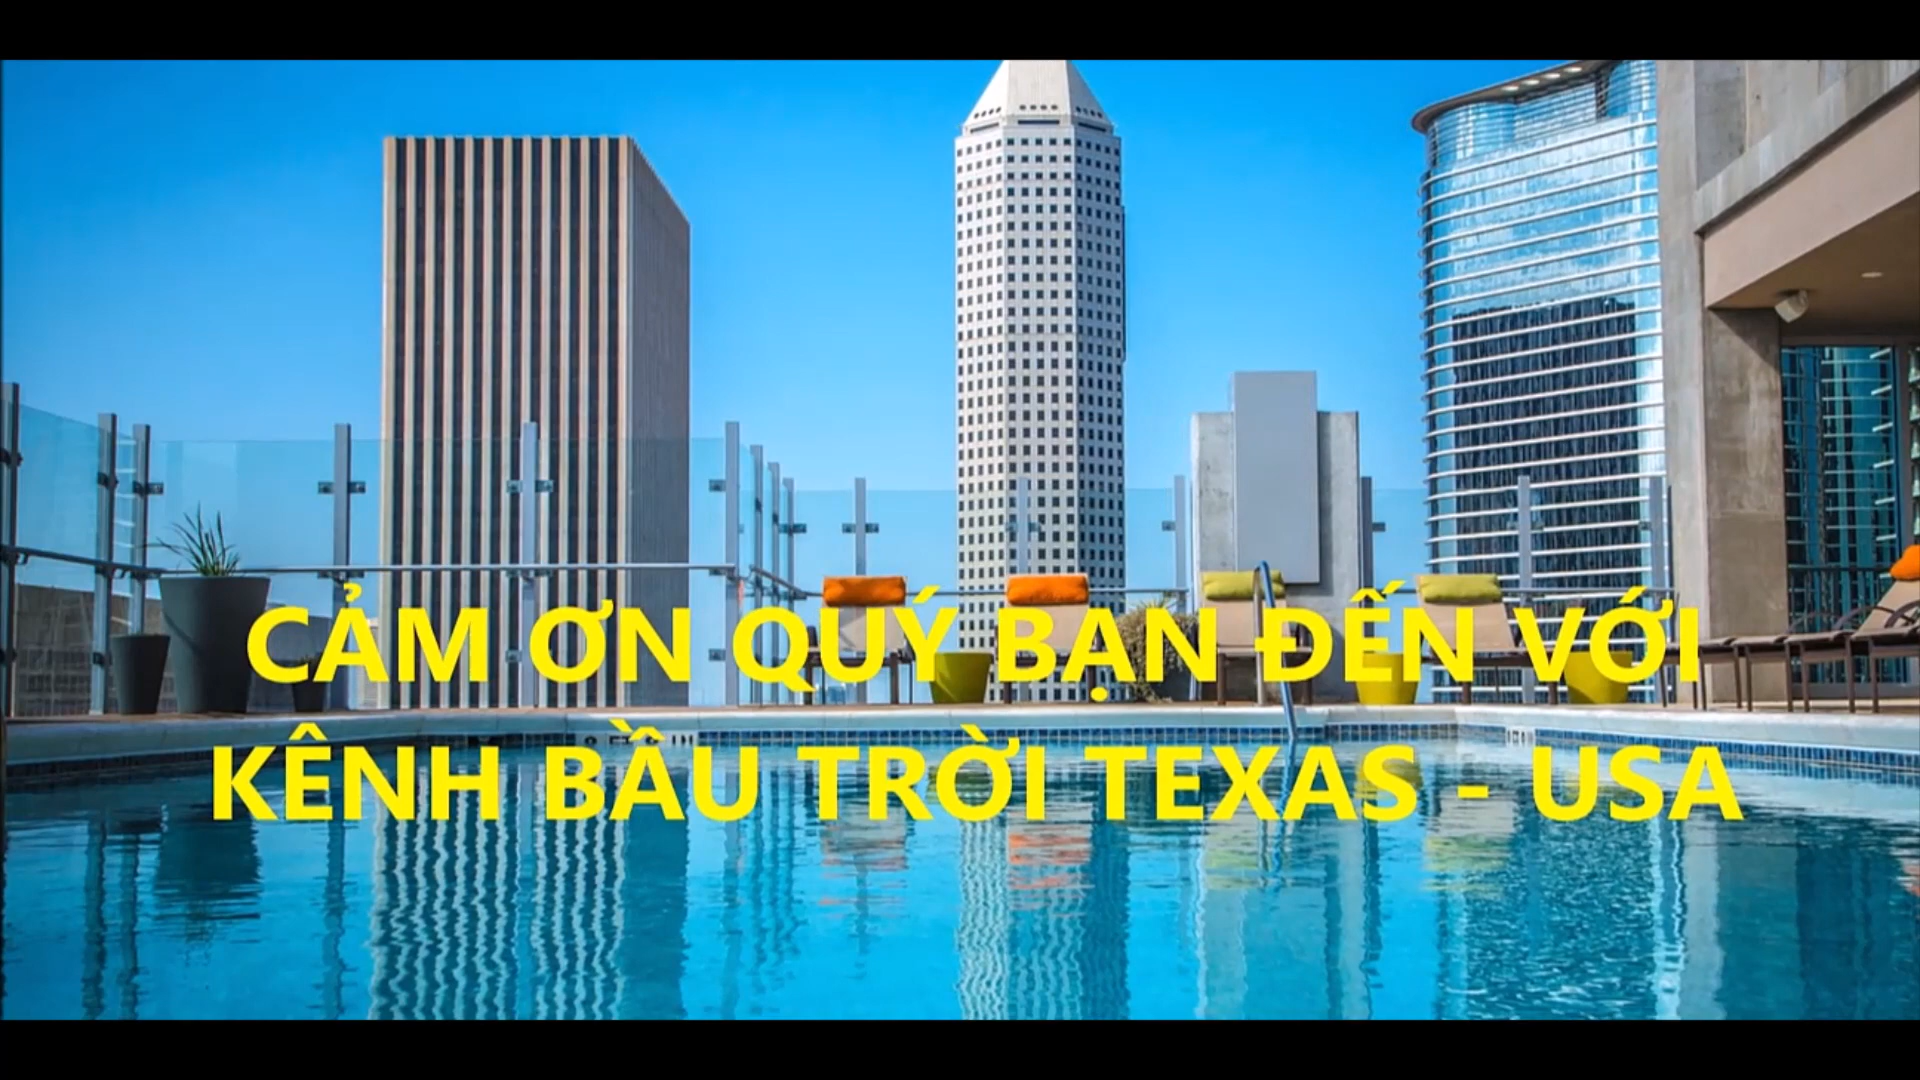 CẢM ƠN QUÝ BẠN ĐẾN VỚI
KÊNH BẦU TRỜI TEXAS - USA